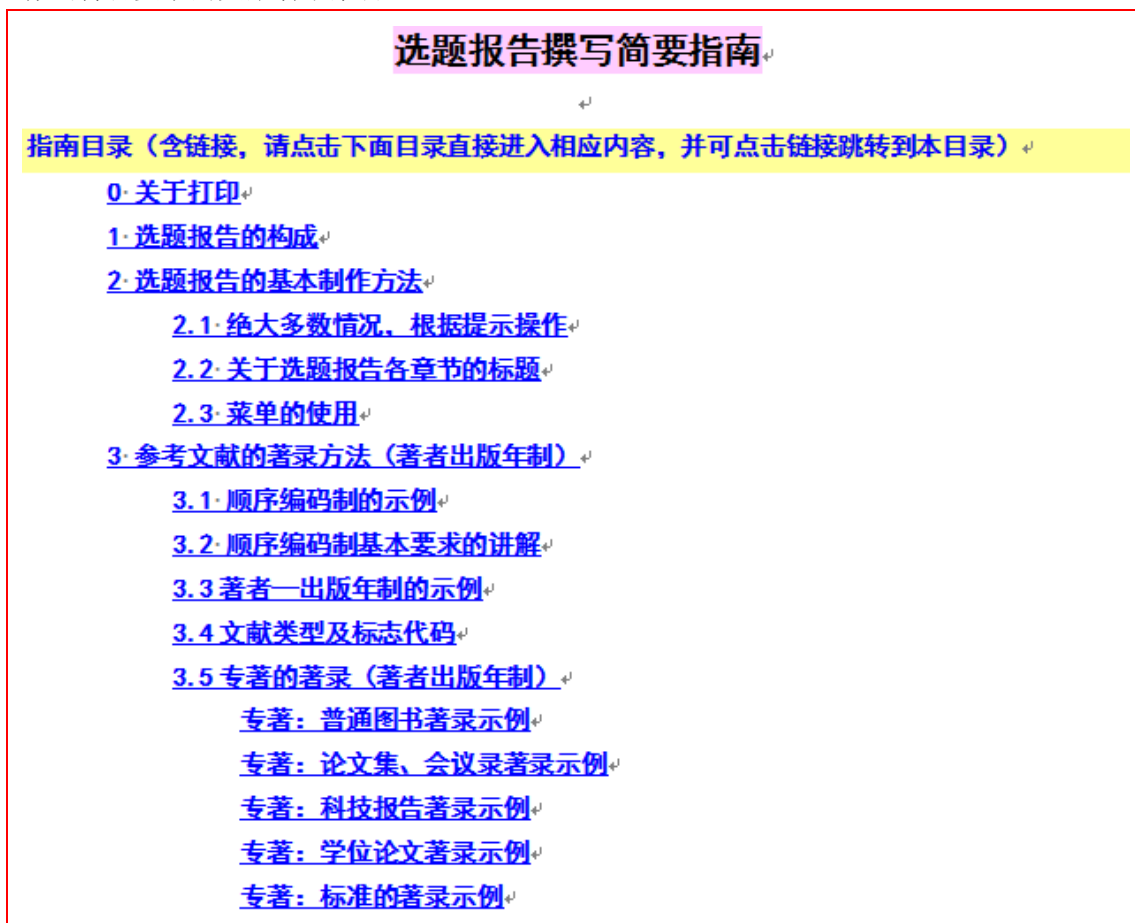 选题报告撰写简要指南
指南目录（含链接，请点击下面目录直接进入相应内容，并可点击链接跳转到本目录）
0 关于打印
1 选题报告的构成
2 选题报告的基本制作方法
2.1 绝大多数情况，根据提示操作
2.2 关于选题报告各章节的标题
2.3 菜单的使用
3 参考文献的著录方法（著者出版年制）
3.1 顺序编码制的示例
3.2 顺序编码制基本要求的讲解
3.3 著者—出版年制的示例
3.4 文献类型及标志代码
3.5 专著的著录（著者出版年制）
专著：普通图书著录示例
专著：论文集、会议录著录示例
专著：科技报告著录示例
专著：学位论文著录示例
专著：标准的著录示例